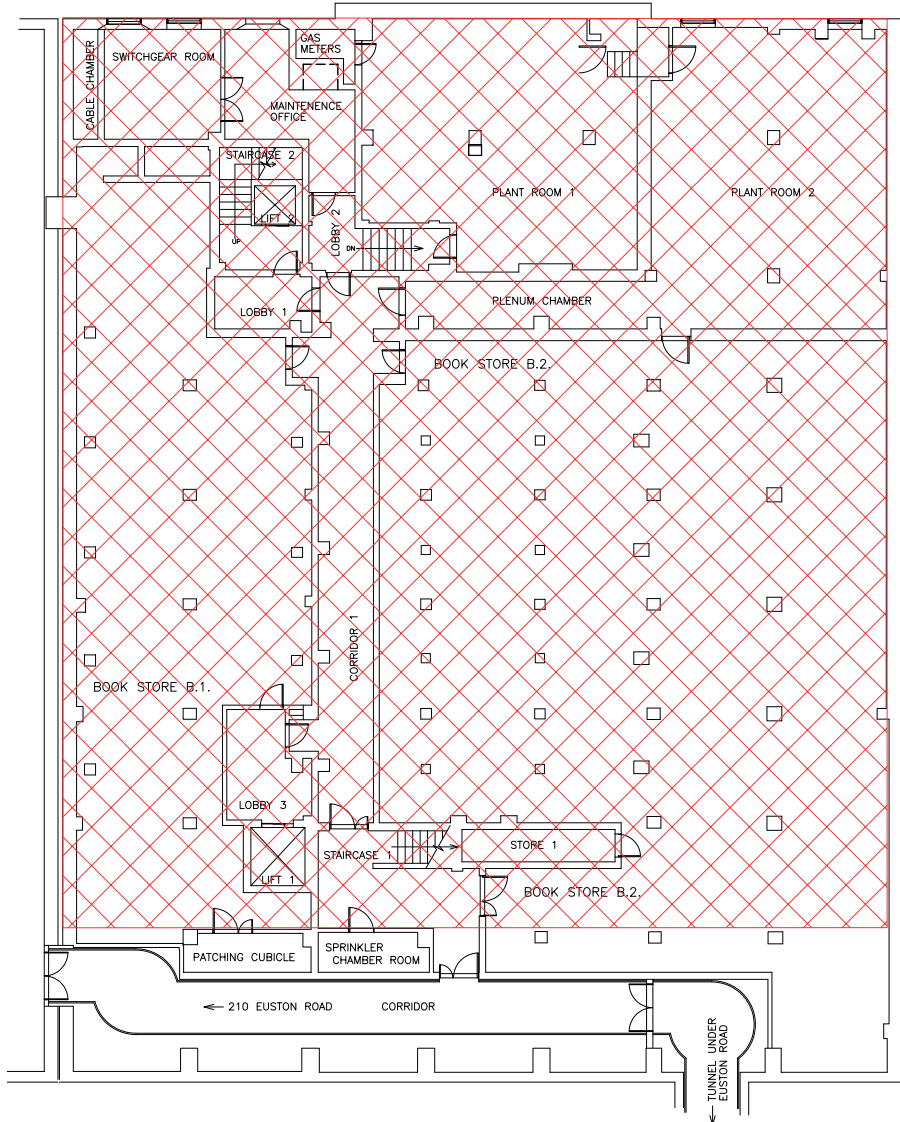 GAS
METERS
SWITCHGEAR ROOM
CABLE CHAMBER
MAINTENENCE
OFFICE
STAIRCASE 2
LIFT 2
UP
LOBBY 2
DN
PLANT ROOM 1
PLANT ROOM 2
LOBBY 1
PLENUM CHAMBER
BOOK STORE B.2.
CORRIDOR 1
BOOK STORE B.1.
LOBBY 3
STAIRCASE 1
STORE 1
LIFT 1
BOOK STORE B.2.
PATCHING CUBICLE
SPRINKLER
CHAMBER ROOM
210 EUSTON ROAD
CORRIDOR
TUNNEL UNDER
EUSTON ROAD